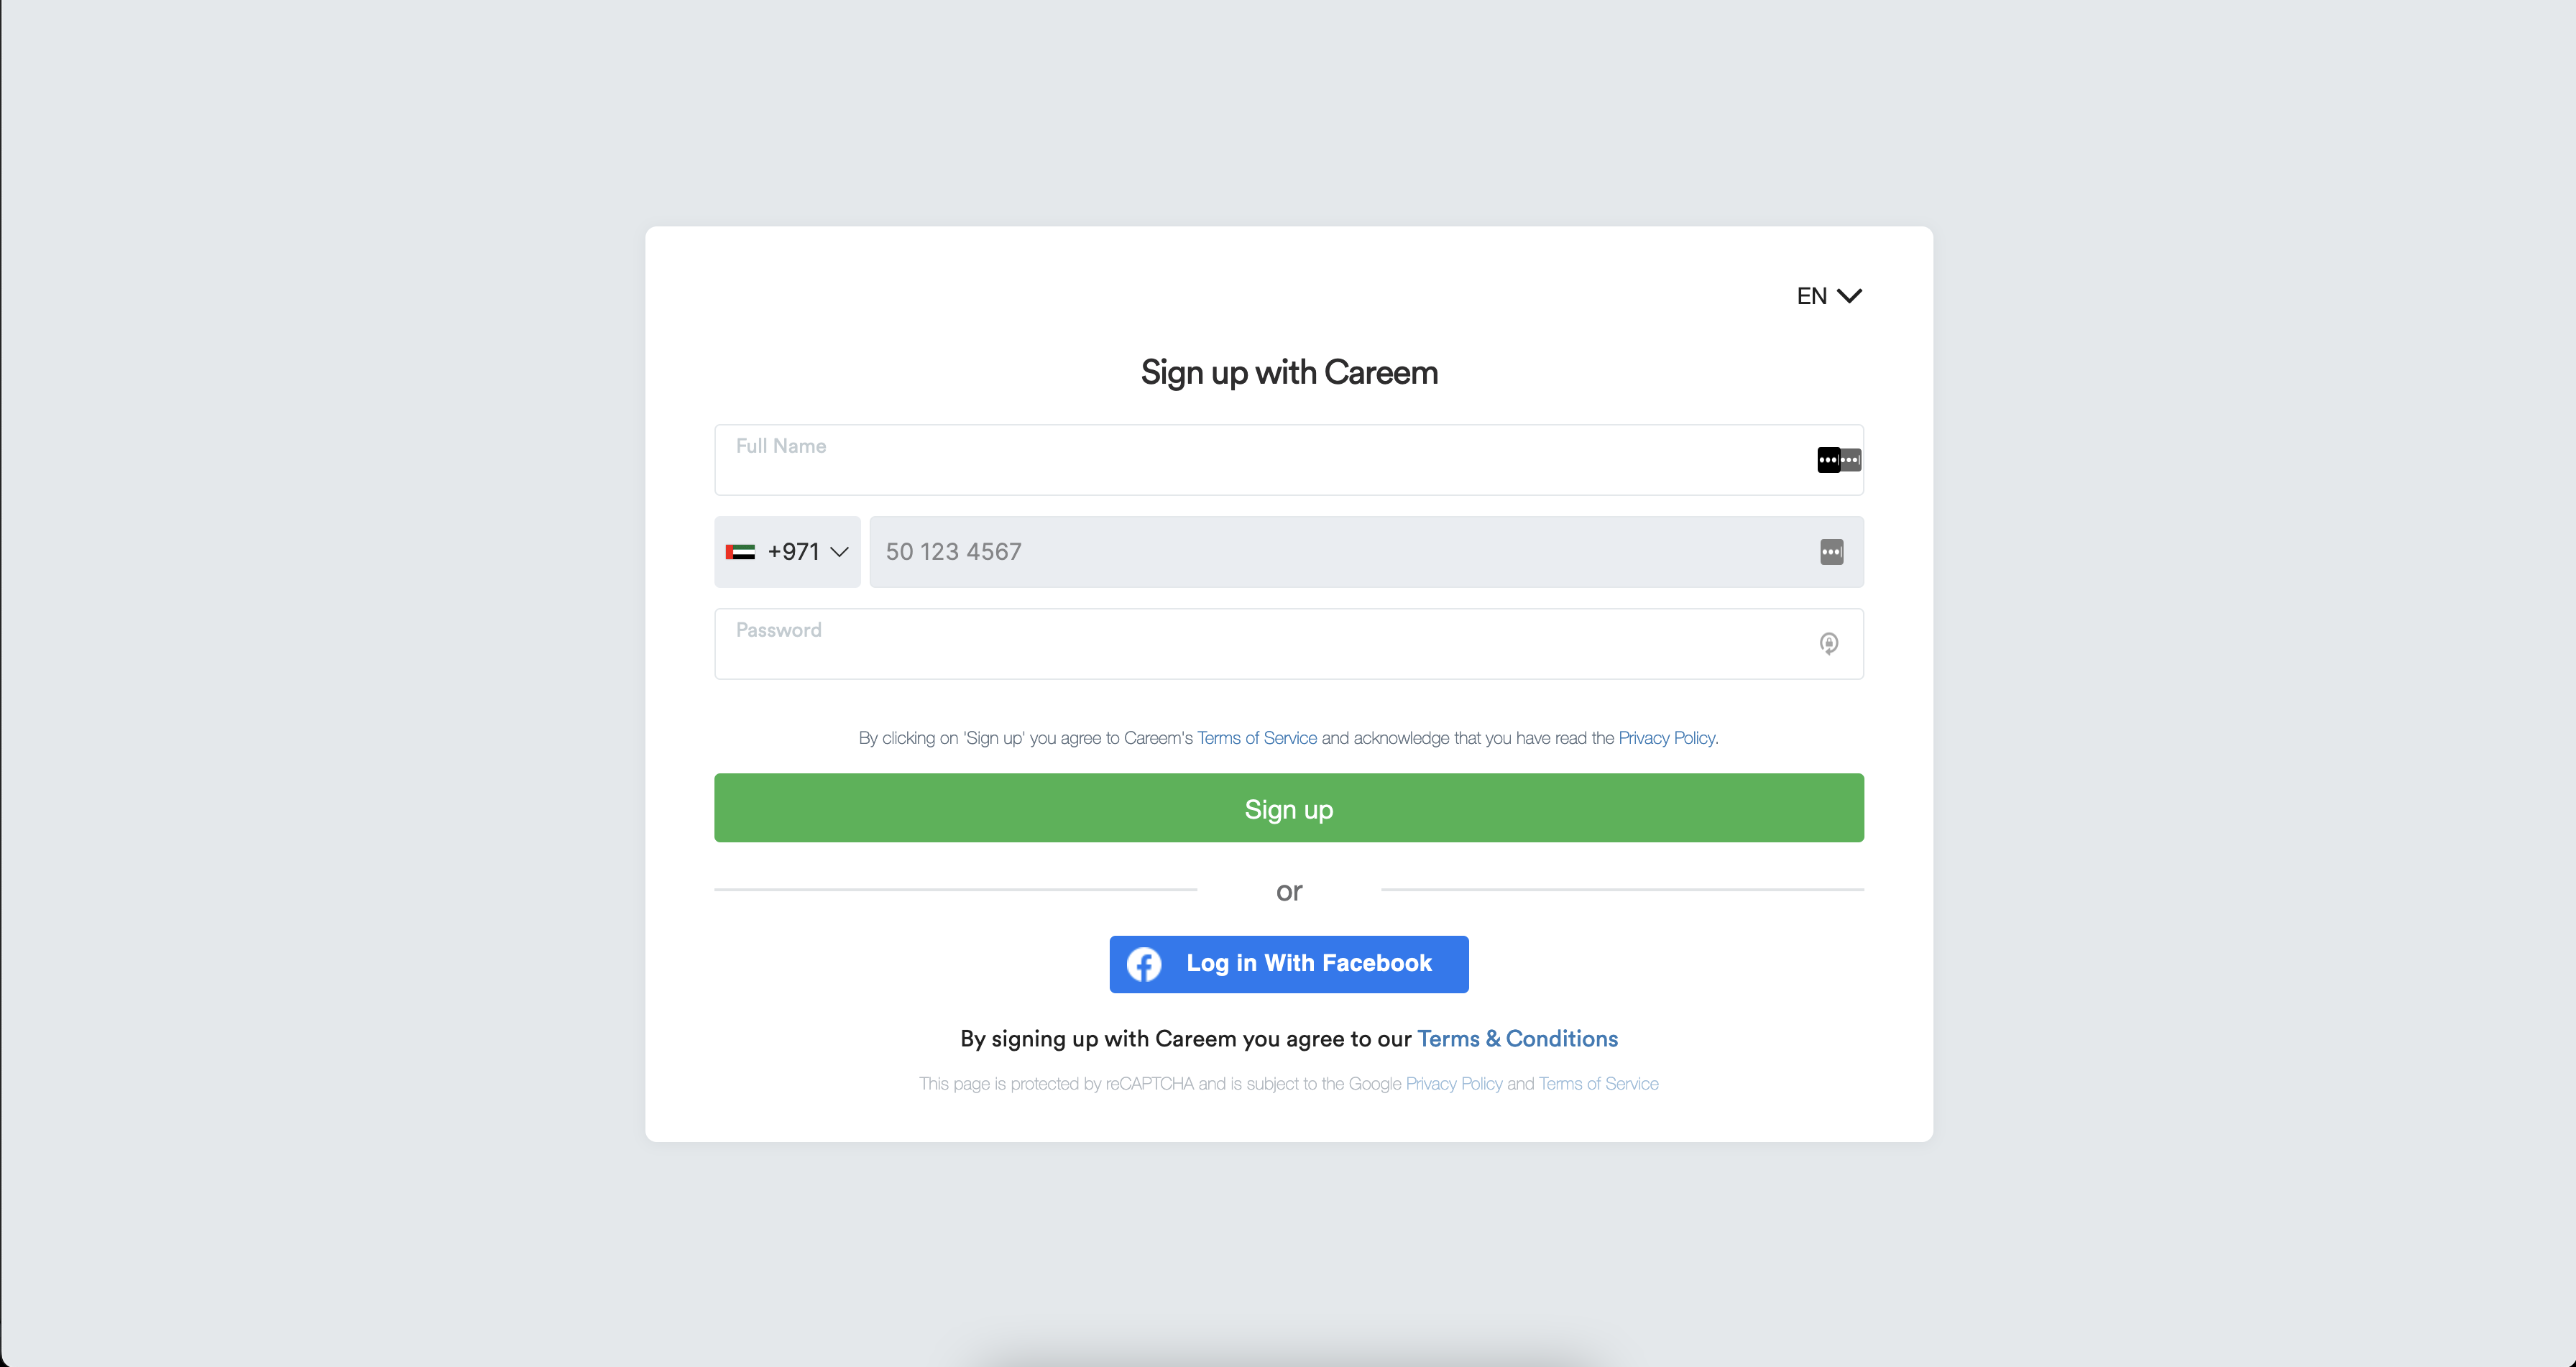 EN
Sign up with Careem
Full Name
+971
50 123 4567
Password
By clicking on 'Sign up' you agree to Careem's Terms of Service and acknowledge that you have read the Privacy Policy.
Sign up
or
Log in With Facebook
By signing up with Careem you agree to our Terms & Conditions
This page is protected by reCAPTCHA and is subject to the Google Privacy Policy and Terms of Service